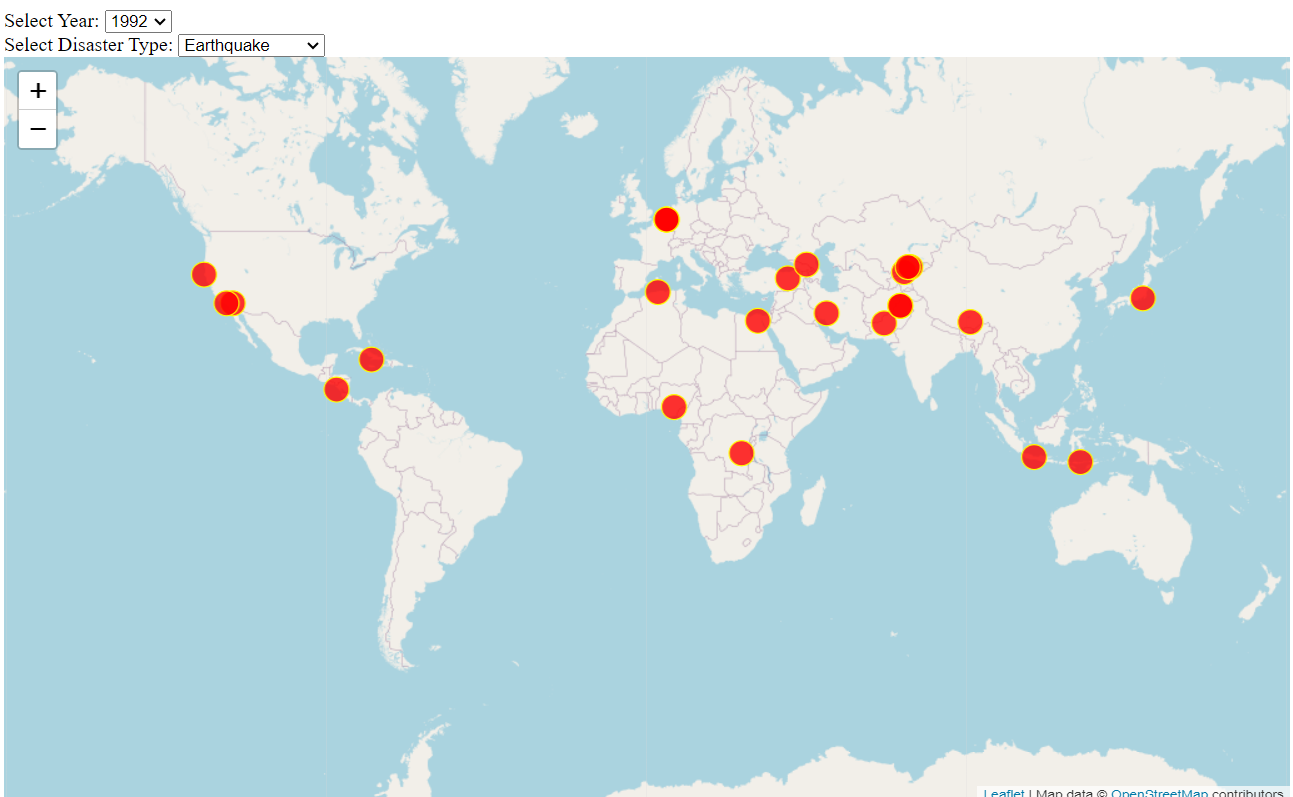 Select Year: 1992
Select Disaster Type: Earthquake
+
−
Leaflet | Map data © OpenStreetMap contributors